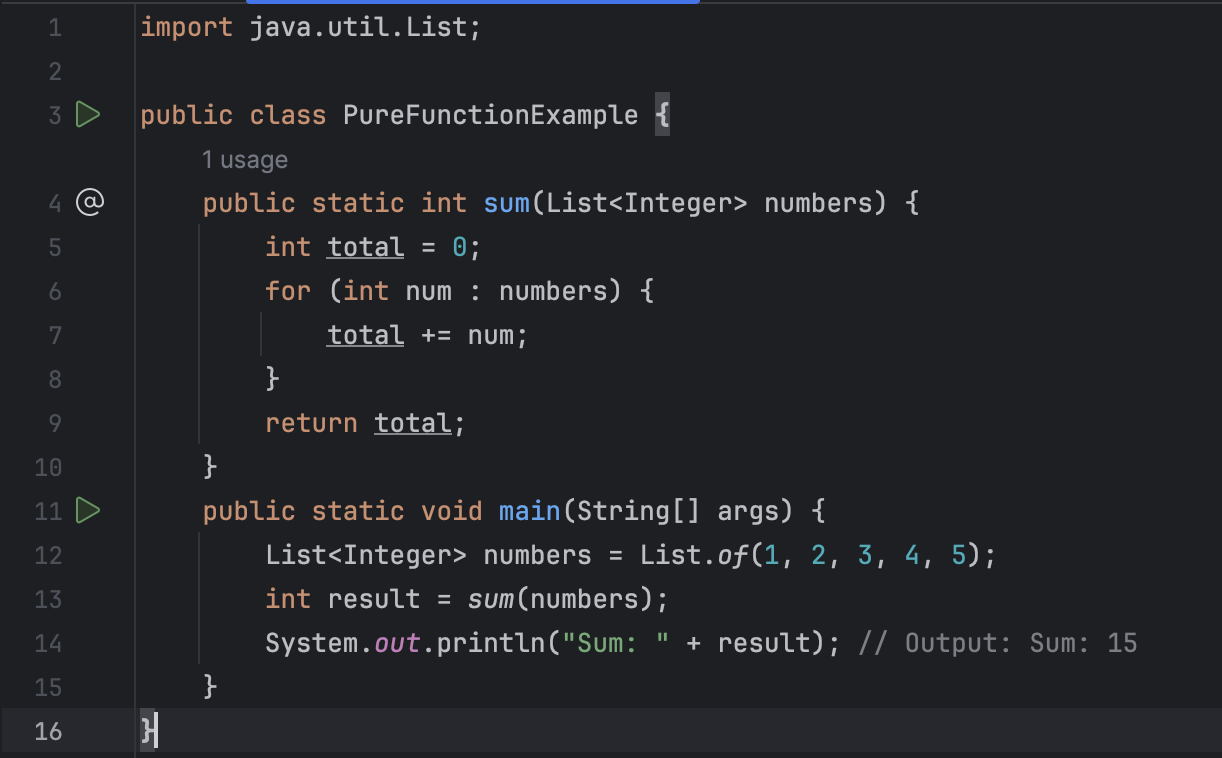 1 import java.util.List;
2
3 public class PureFunctionExample {
1 usage
4 @ public static int sum(List<Integer> numbers) {
5 int total = 0;
6 for (int num : numbers) {
7 total += num;
8 }
9 return total;
10 }
11 public static void main(String[] args) {
12 List<Integer> numbers = List.of(1, 2, 3, 4, 5);
13 int result = sum(numbers);
14 System.out.println("Sum: " + result); // Output: Sum: 15
15 }
16 }